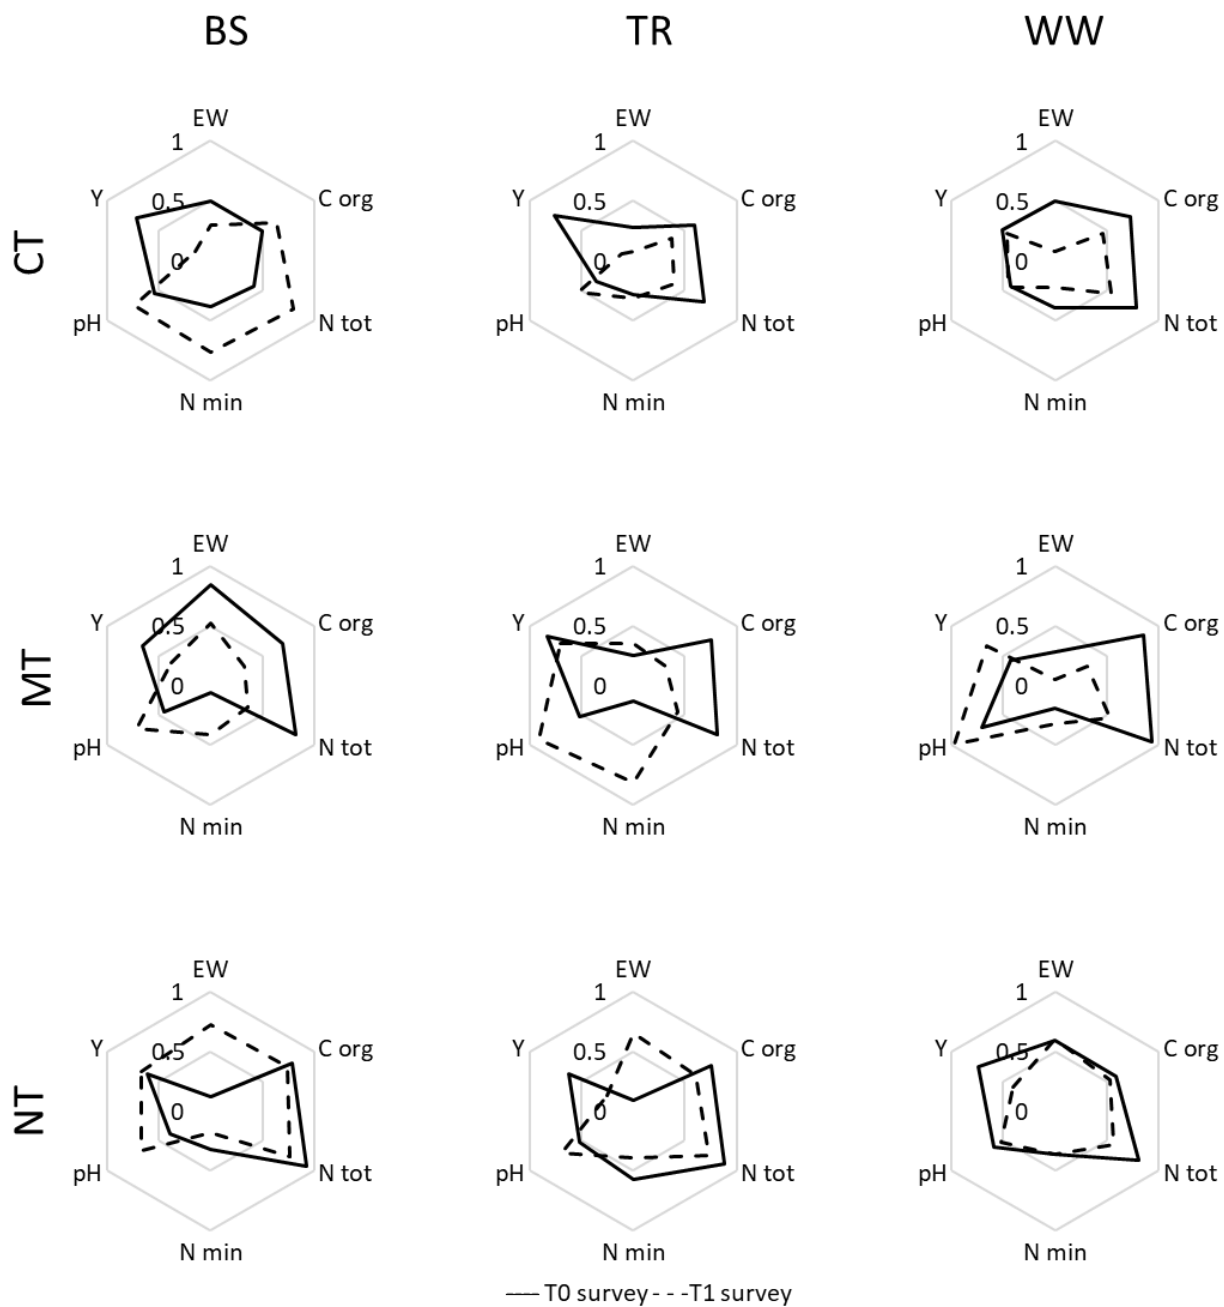 BS TR WW
EW EW EW
1 1 1
Y 0.5 C org Y 0.5 C org Y 0.5 C org
CT 0 0 0
pH N tot pH N tot pH N tot
N min N min N min
EW EW EW
1 1 1
Y 0.5 C org Y 0.5 C org Y 0.5 C org
MT 0 0 0
pH N tot pH N tot pH N tot
N min N min N min
EW EW EW
1 1 1
Y 0.5 C org Y 0.5 C org Y 0.5 C org
NT 0 0 0
pH N tot pH N tot pH N tot
N min N min N min
T0 survey T1 survey